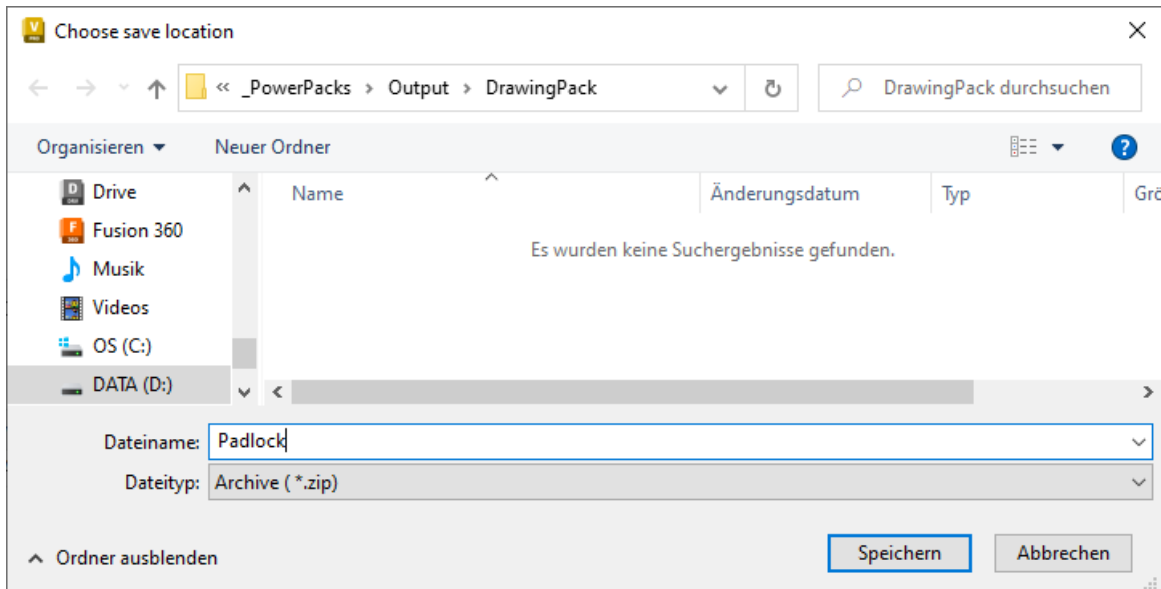 Choose save location
« _PowerPacks › Output › DrawingPack
DrawingPack durchsuchen
Organisieren
Neuer Ordner
Drive
Fusion 360
Musik
Videos
OS (C:)
DATA (D:)
Name
Änderungsdatum
Typ
Grö
Es wurden keine Suchergebnisse gefunden.
Dateiname: Padlock
Dateityp: Archive ( *.zip)
Ordner ausblenden
Speichern
Abbrechen